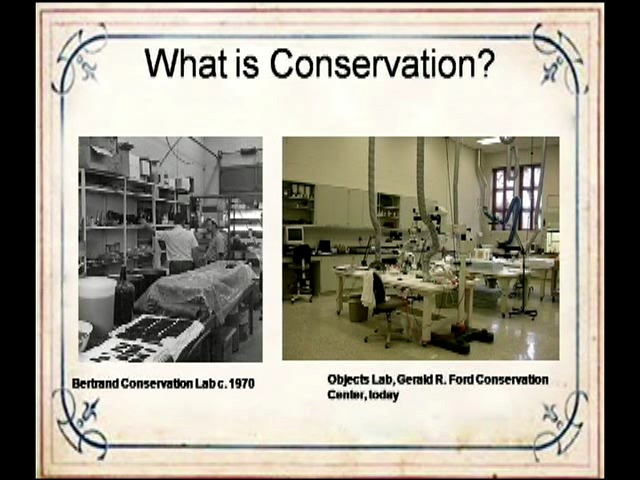 What is Conservation?
Bertrand Conservation Lab c. 1970
Objects Lab, Gerald R. Ford Conservation
Center, today